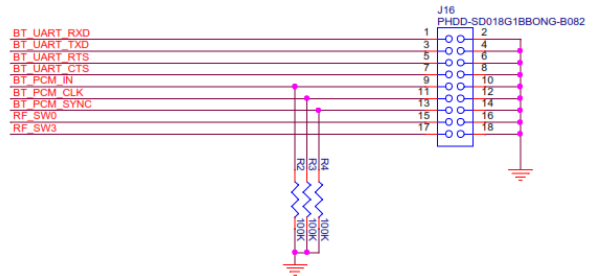 J16
PHDD-SD018G1BBONG-B082
BT_UART_RXD 1 2
BT_UART_TXD 3 4
BT_UART_RTS 5 6
BT_UART_CTS 7 8
BT_PCM_IN 9 10
BT_PCM_CLK 11 12
BT_PCM_SYNC 13 14
RF_SW0 15 16
RF_SW3 17 18
R2 R3 R4
100K 100K 100K